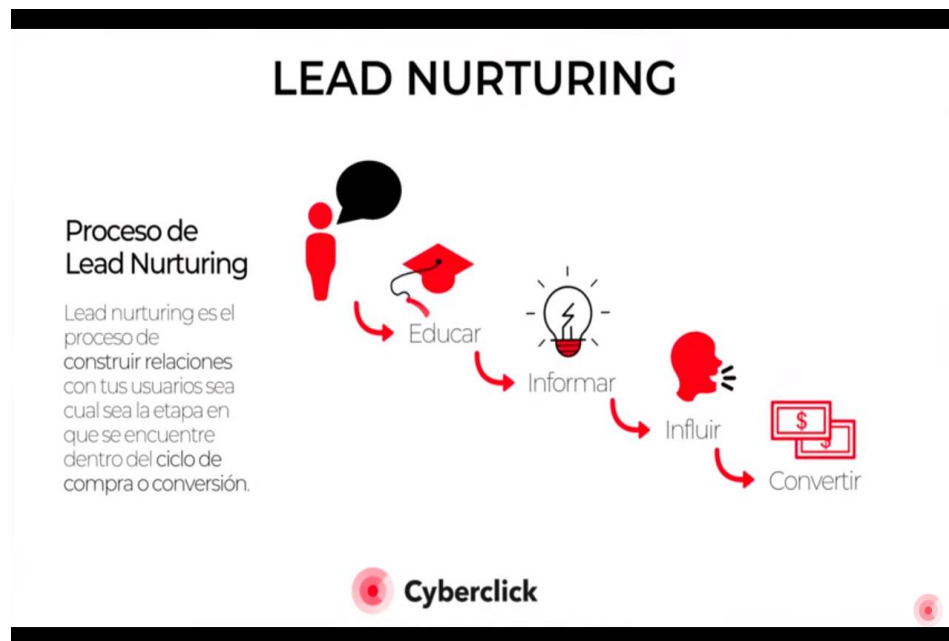 LEAD NURTURING
Proceso de
Lead Nurturing
Lead nurturing es el
proceso de
construir relaciones
con tus usuarios sea
cual sea la etapa en
que se encuentre
dentro del ciclo de
compra o conversión.
Educar
Informar
Influir
$
$
Convertir
Cyberclick